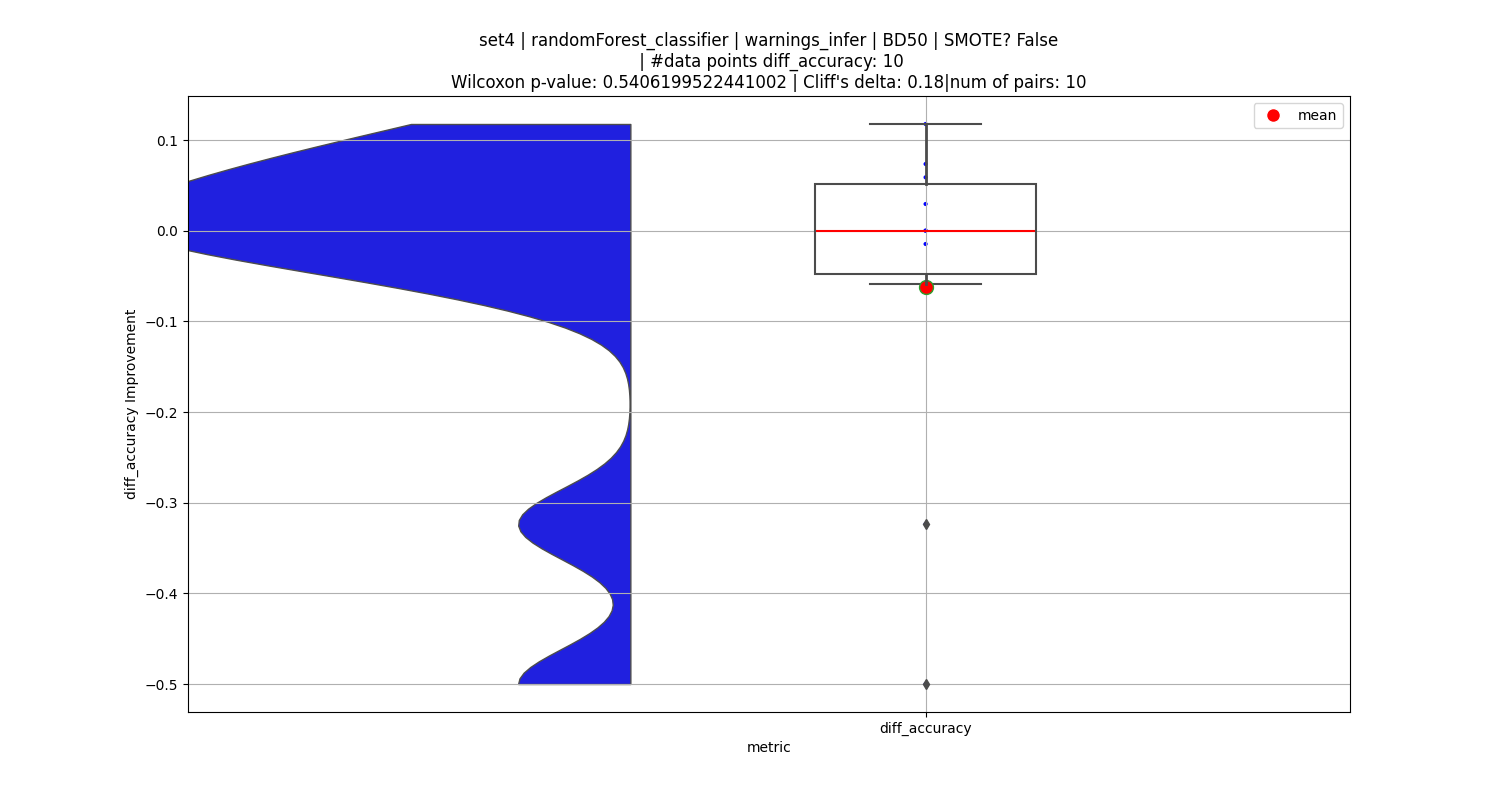 set4 | randomForest_classifier | warnings_infer | BD50 | SMOTE? False
| #data points diff_accuracy: 10
Wilcoxon p-value: 0.5406199522441002 | Cliff's delta: 0.18|num of pairs: 10
mean
0.1
0.0
−0.1
−0.2
−0.3
−0.4
−0.5
diff_accuracy Improvement
diff_accuracy
metric